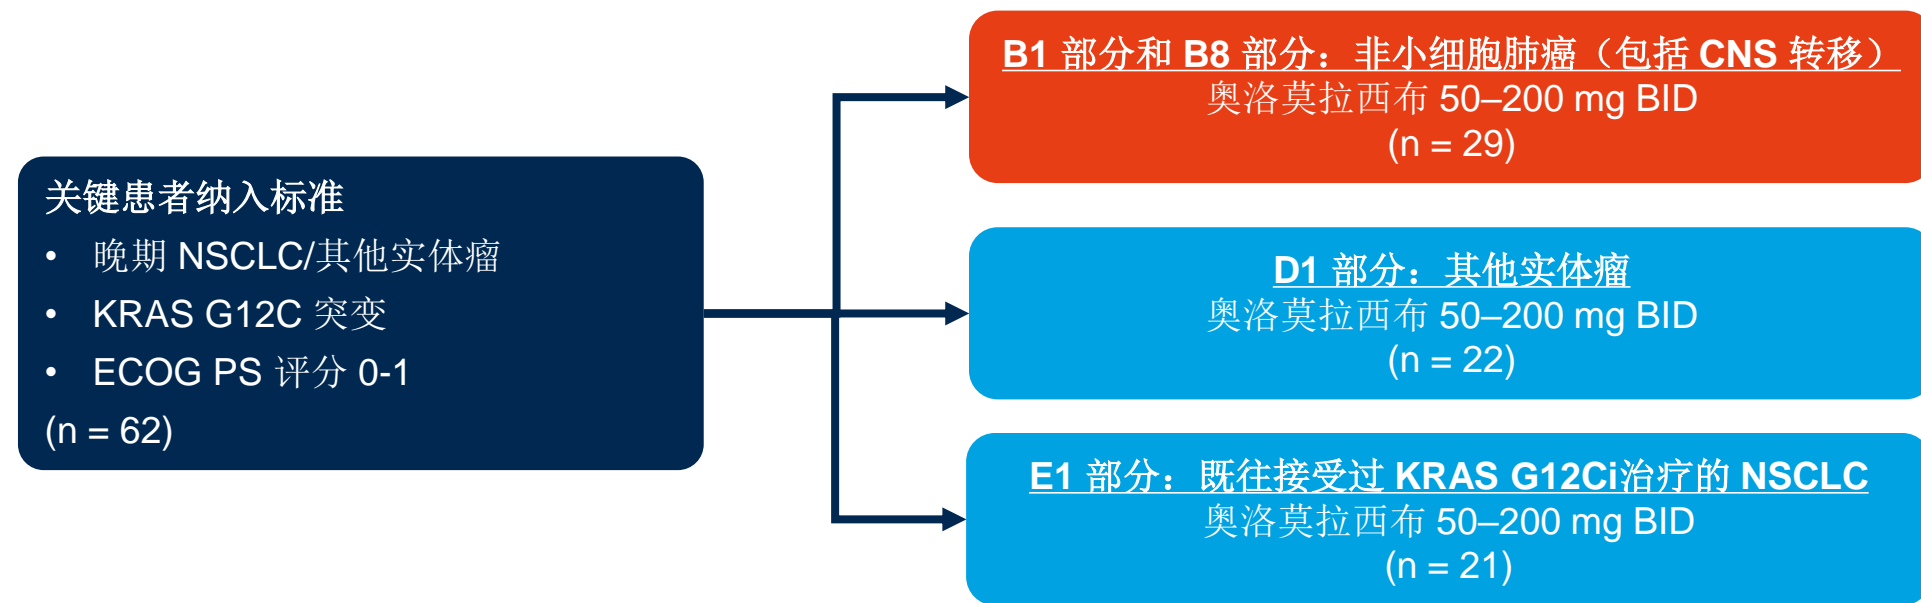 关键患者纳入标准
• 晚期 NSCLC/其他实体瘤
• KRAS G12C 突变
• ECOG PS 评分 0-1
(n = 62)
B1 部分和 B8 部分：非小细胞肺癌（包括 CNS 转移）
奥洛莫拉西布 50–200 mg BID
(n = 29)
D1 部分：其他实体瘤
奥洛莫拉西布 50–200 mg BID
(n = 22)
E1 部分：既往接受过 KRAS G12Ci治疗的 NSCLC
奥洛莫拉西布 50–200 mg BID
(n = 21)